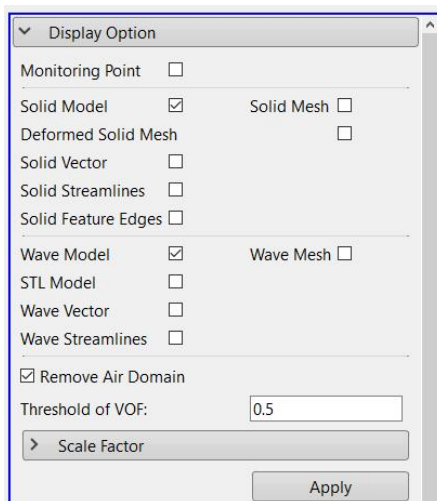 Display Option
Monitoring Point
Solid Model Solid Mesh
Deformed Solid Mesh
Solid Vector
Solid Streamlines
Solid Feature Edges
Wave Model Wave Mesh
STL Model
Wave Vector
Wave Streamlines
Remove Air Domain
Threshold of VOF: 0.5
Scale Factor
Apply